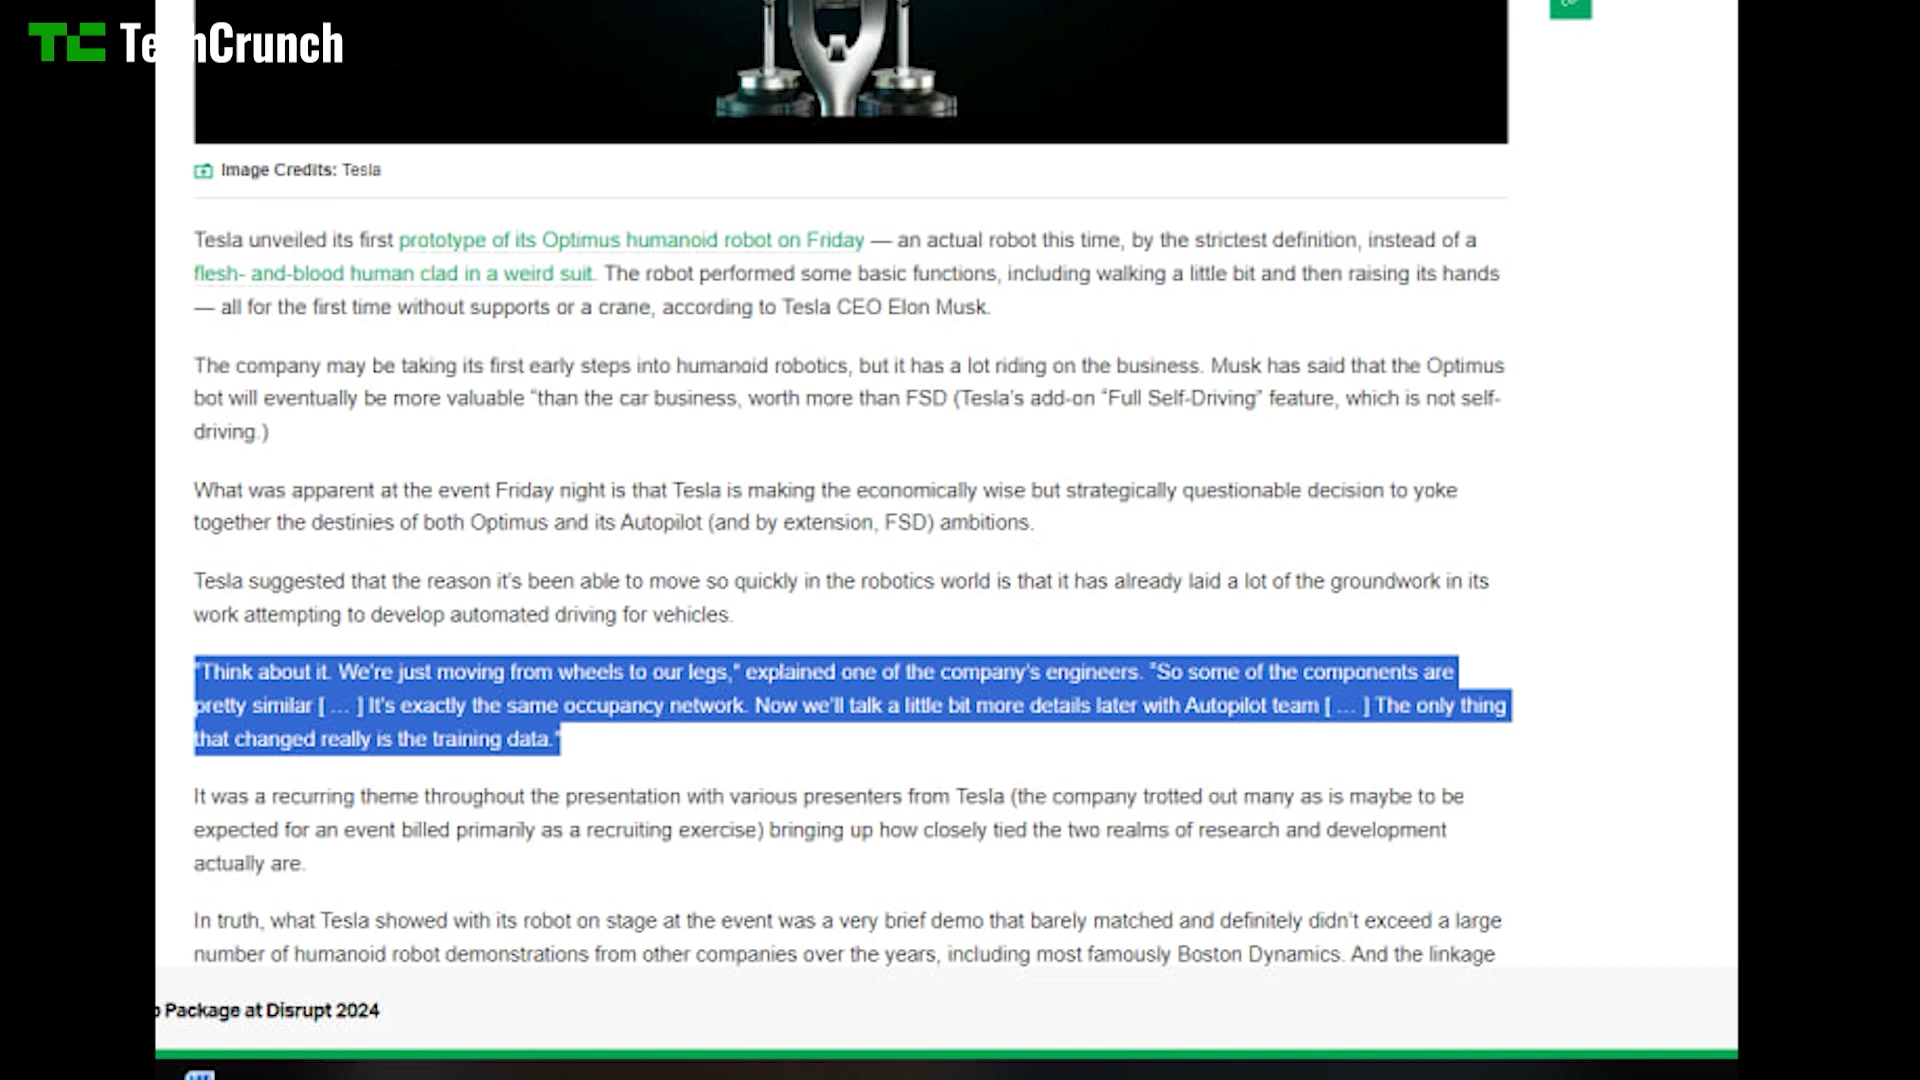 TechCrunch
Image Credits: Tesla
Tesla unveiled its first prototype of its Optimus humanoid robot on Friday — an actual robot this time, by the strictest definition, instead of a
flesh- and-blood human clad in a weird suit. The robot performed some basic functions, including walking a little bit and then raising its hands
— all for the first time without supports or a crane, according to Tesla CEO Elon Musk.
The company may be taking its first early steps into humanoid robotics, but it has a lot riding on the business. Musk has said that the Optimus
bot will eventually be more valuable “than the car business, worth more than FSD (Tesla’s add-on “Full Self-Driving” feature, which is not self-
driving.)
What was apparent at the event Friday night is that Tesla is making the economically wise but strategically questionable decision to yoke
together the destinies of both Optimus and its Autopilot (and by extension, FSD) ambitions.
Tesla suggested that the reason it’s been able to move so quickly in the robotics world is that it has already laid a lot of the groundwork in its
work attempting to develop automated driving for vehicles.
“Think about it. We’re just moving from wheels to our legs,” explained one of the company’s engineers. “So some of the components are
pretty similar [ … ] It’s exactly the same occupancy network. Now we’ll talk a little bit more details later with Autopilot team [ … ] The only thing
that changed really is the training data.”
It was a recurring theme throughout the presentation with various presenters from Tesla (the company trotted out many as is maybe to be
expected for an event billed primarily as a recruiting exercise) bringing up how closely tied the two realms of research and development
actually are.
In truth, what Tesla showed with its robot on stage at the event was a very brief demo that barely matched and definitely didn’t exceed a large
number of humanoid robot demonstrations from other companies over the years, including most famously Boston Dynamics. And the linkage
Package at Disrupt 2024